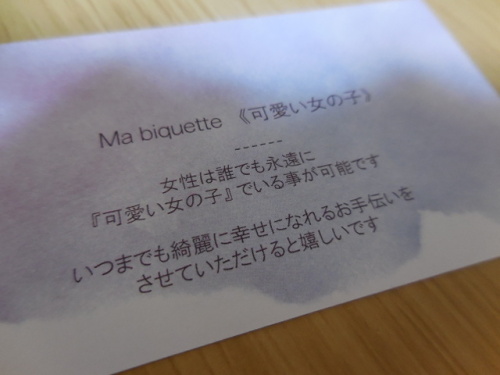 Ma biquette 《可愛い女の子》
------
女性は誰でも永遠に
『可愛い女の子』でいる事が可能です
いつまでも綺麗に幸せになれるお手伝いを
させていただけると嬉しいです